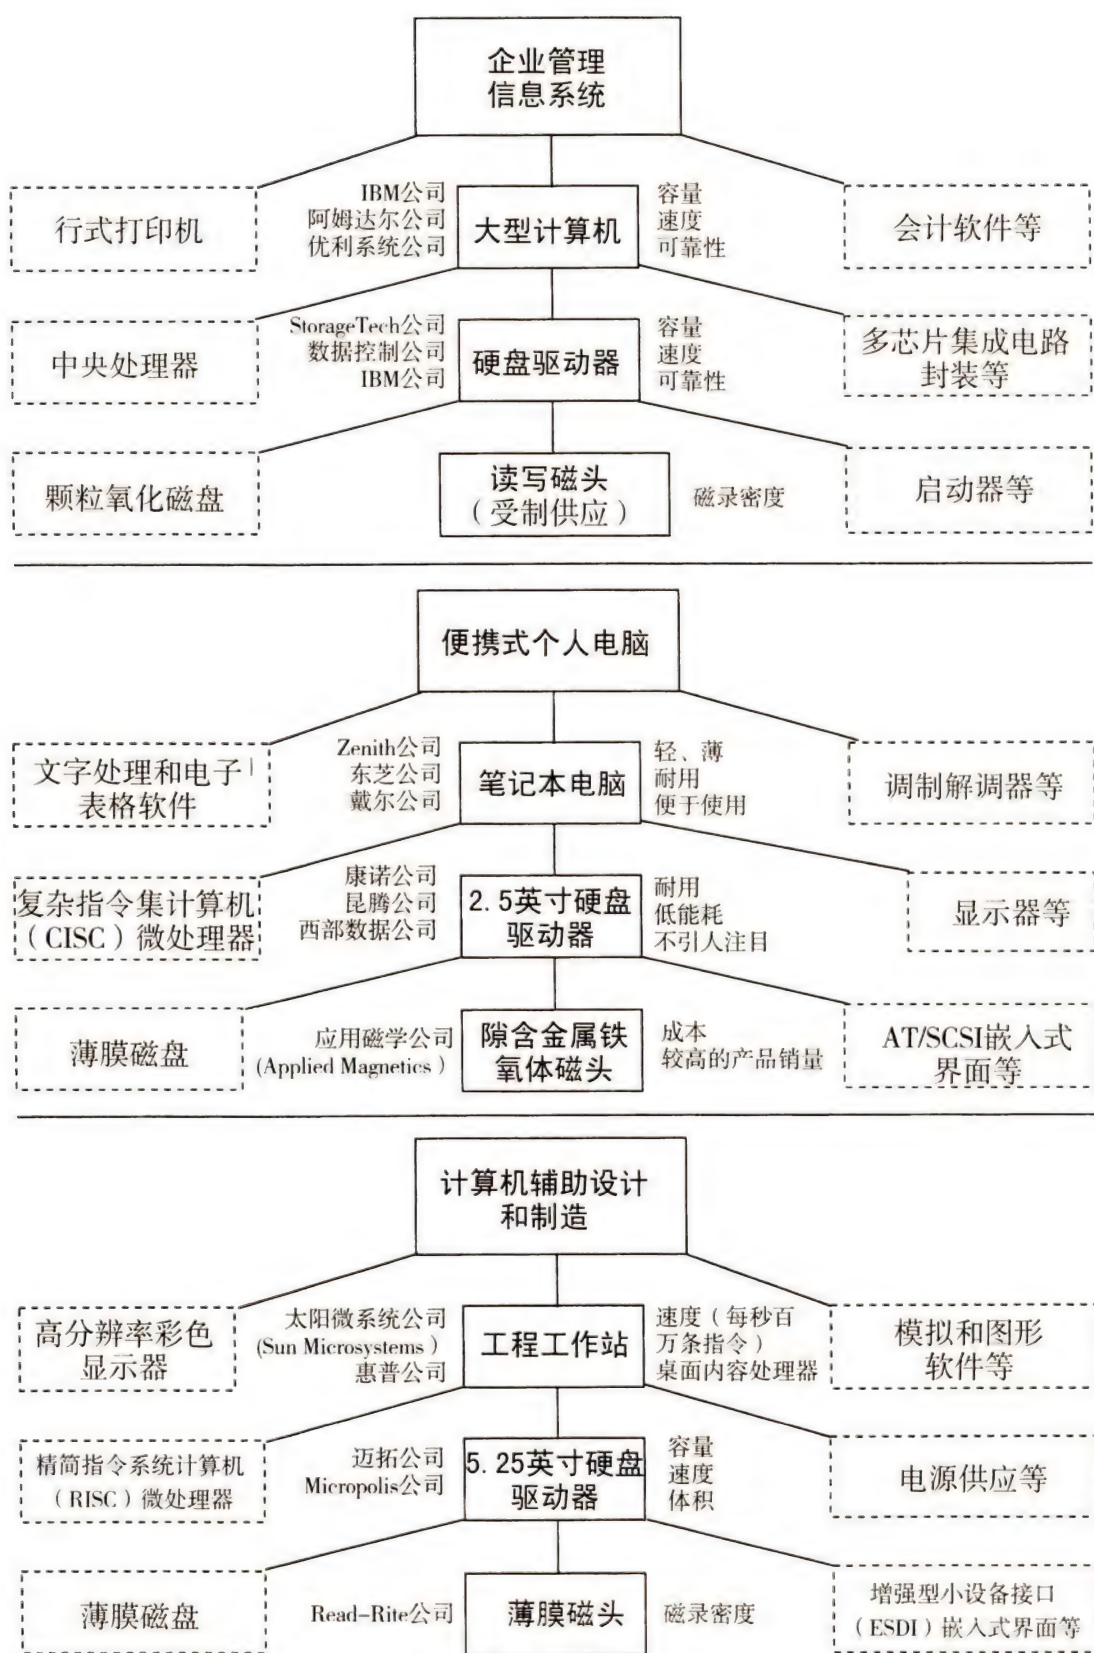 企业管理
信息系统
行式打印机
IBM公司
阿姆达尔公司
优利系统公司
大型计算机
容量
速度
可靠性
会计软件等
中央处理器
StorageTech公司
数据控制公司
IBM公司
硬盘驱动器
容量
速度
可靠性
多芯片集成电路
封装等
颗粒氧化磁盘
读写磁头
（受制供应）
磁录密度
启动器等
便携式个人电脑
文字处理和电子
表格软件
Zenith公司
东芝公司
戴尔公司
笔记本电脑
轻、薄
耐用
便于使用
调制解调器等
复杂指令集计算机
（CISC）微处理器
康诺公司
昆腾公司
西部数据公司
2.5英寸硬盘
驱动器
耐用
低能耗
不引人注目
显示器等
薄膜磁盘
应用磁学公司
(Applied Magnetics）
隙含金属铁
氧体磁头
成本
较高的产品销量
AT/SCSI嵌入式
界面等
计算机辅助设计
和制造
高分辨率彩色
显示器
太阳微系统公司
(Sun Microsystems）
惠普公司
工程工作站
速度（每秒百
万条指令）
桌面内容处理器
模拟和图形
软件等
精简指令系统计算机
（RISC）微处理器
迈拓公司
Micropolis公司
5.25英寸硬盘
驱动器
容量
速度
体积
电源供应等
薄膜磁盘
Read-Rite公司
薄膜磁头
磁录密度
增强型小设备接口
（ESDI）嵌入式界面等